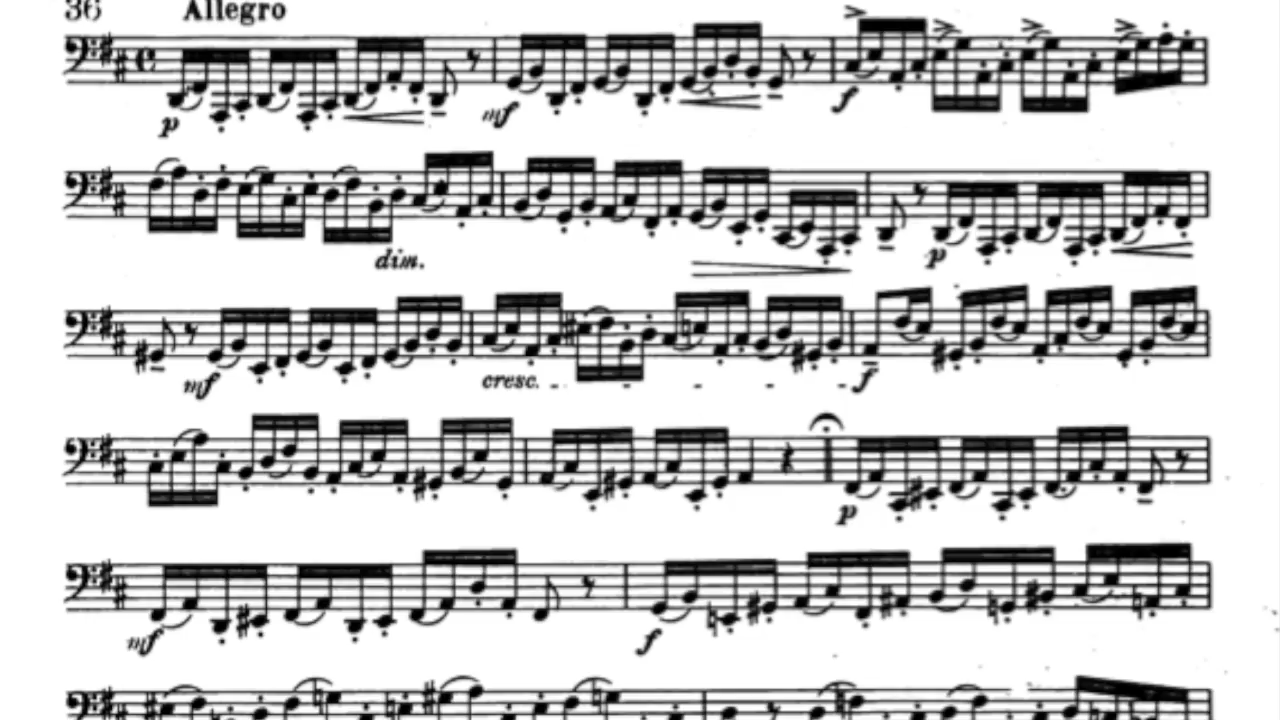 36 Allegro
p mf f
dim. p
mf cresc. f
p
mf f